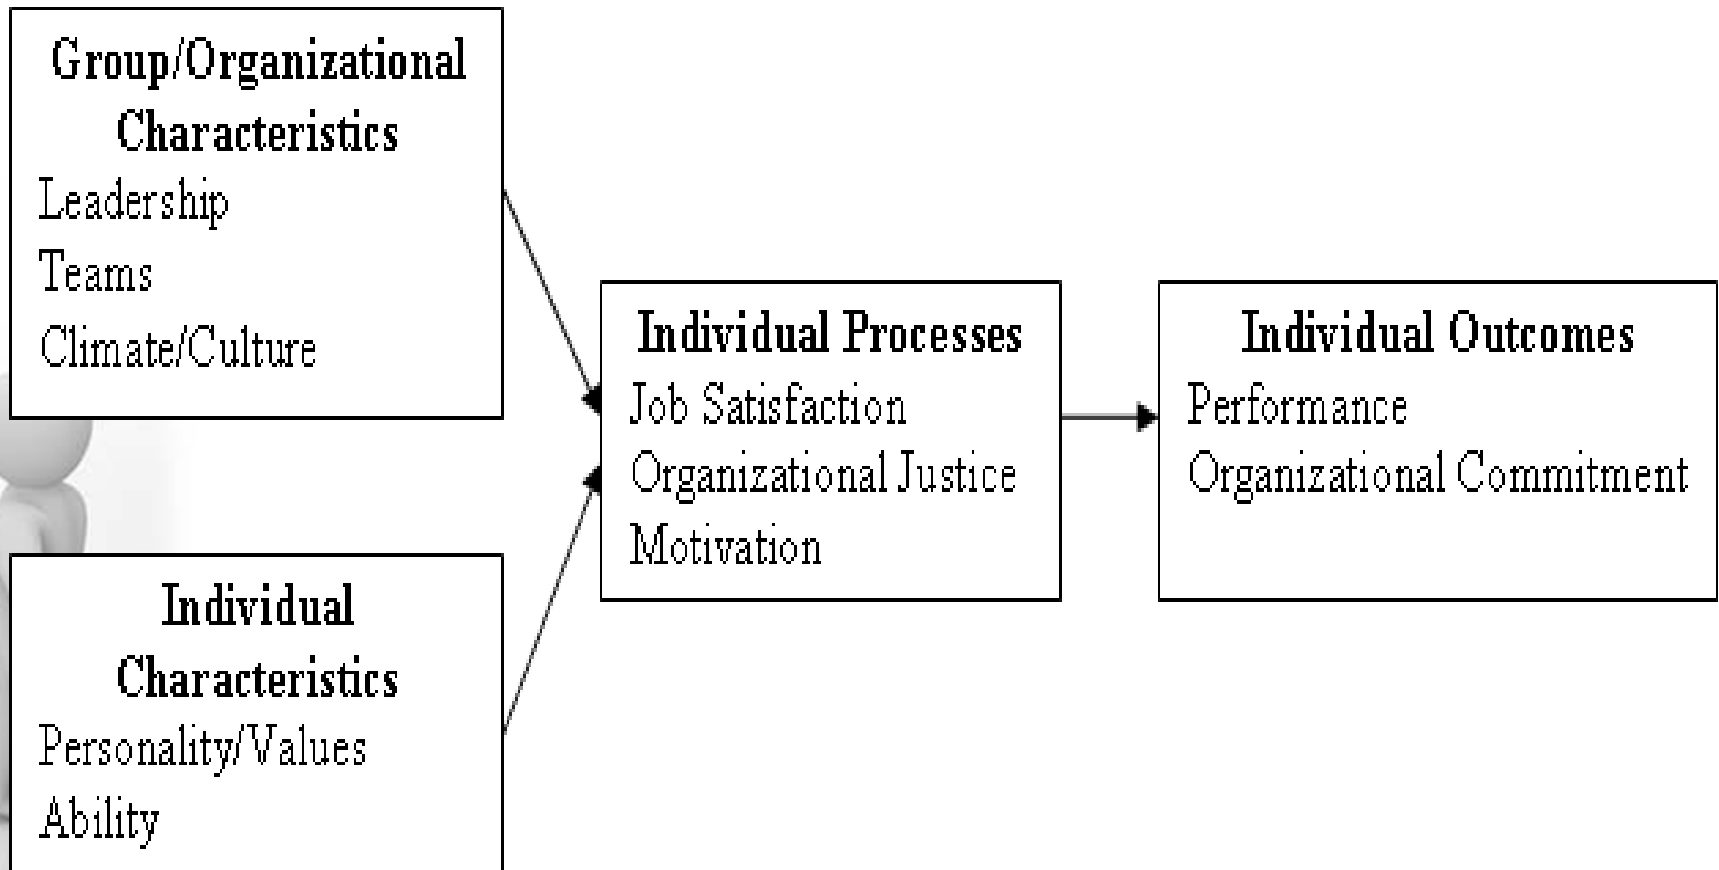 Group/Organizational
Characteristics
Leadership
Teams
Climate/Culture
Individual
Characteristics
Personality/Values
Ability
Individual Processes
Job Satisfaction
Organizational Justice
Motivation
Individual Outcomes
Performance
Organizational Commitment